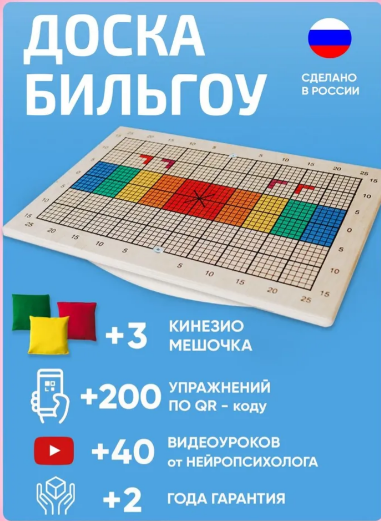 ДОСКА
БИЛЬГОУ
СДЕЛАНО
В РОССИИ
+3 КИНЕЗИО
МЕШОЧКА
+200 УПРАЖНЕНИЙ
ПО QR - коду
+40 ВИДЕОУРОКОВ
от НЕЙРОПСИХОЛОГА
+2 ГОДА ГАРАНТИЯ